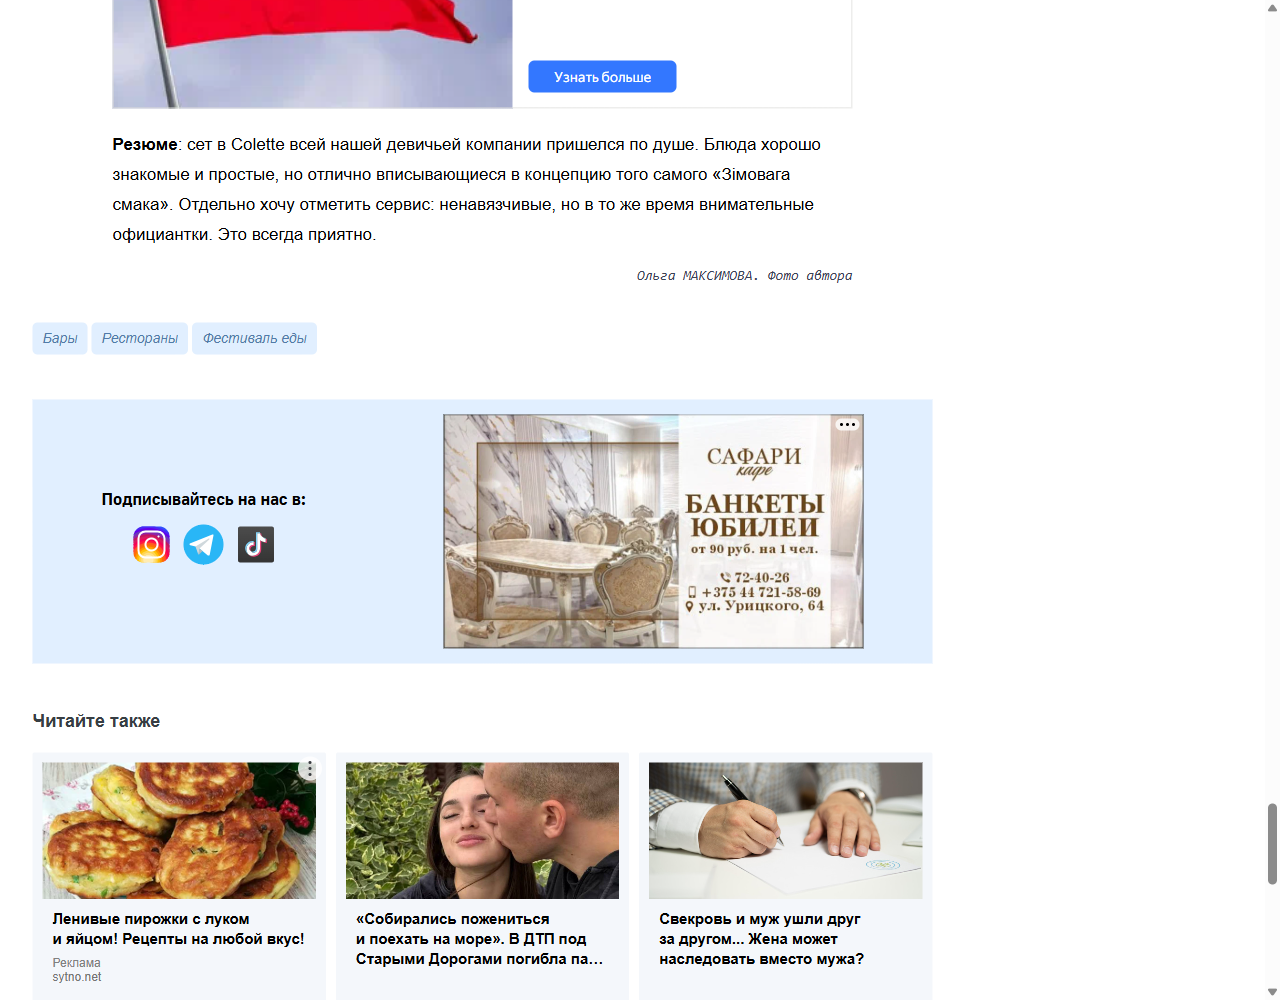 Узнать больше
Резюме: сет в Colette всей нашей девичьей компании пришелся по душе. Блюда хорошо
знакомые и простые, но отлично вписывающиеся в концепцию того самого «Зімовага
смака». Отдельно хочу отметить сервис: ненавязчивые, но в то же время внимательные
официантки. Это всегда приятно.
Ольга МАКСИМОВА. Фото автора
Бары Рестораны Фестиваль еды
Подписывайтесь на нас в:
САФАРИ
кафе
БАНКЕТЫ
ЮБИЛЕИ
от 90 руб. на 1 чел.
72-40-26
+375 44 721-58-69
ул. Урицкого, 64
Читайте также
Ленивые пирожки с луком
и яйцом! Рецепты на любой вкус!
Реклама
sytno.net
«Собирались пожениться
и поехать на море». В ДТП под
Старыми Дорогами погибла па...
Свекровь и муж ушли друг
за другом... Жена может
наследовать вместо мужа?